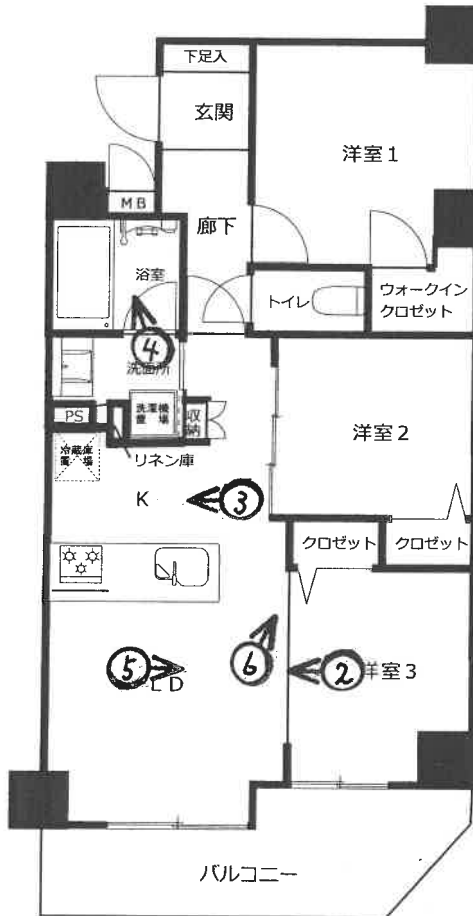 下足入
玄関
洋室1
MB
廊下
浴室
トイレ
ウォークイン
クロゼット
④
洗面所
洗濯機
置場
収納
PS
冷蔵庫
置場
リネン庫
洋室2
K
③
クロゼット
クロゼット
⑤
LD
⑥
②
洋室3
バルコニー